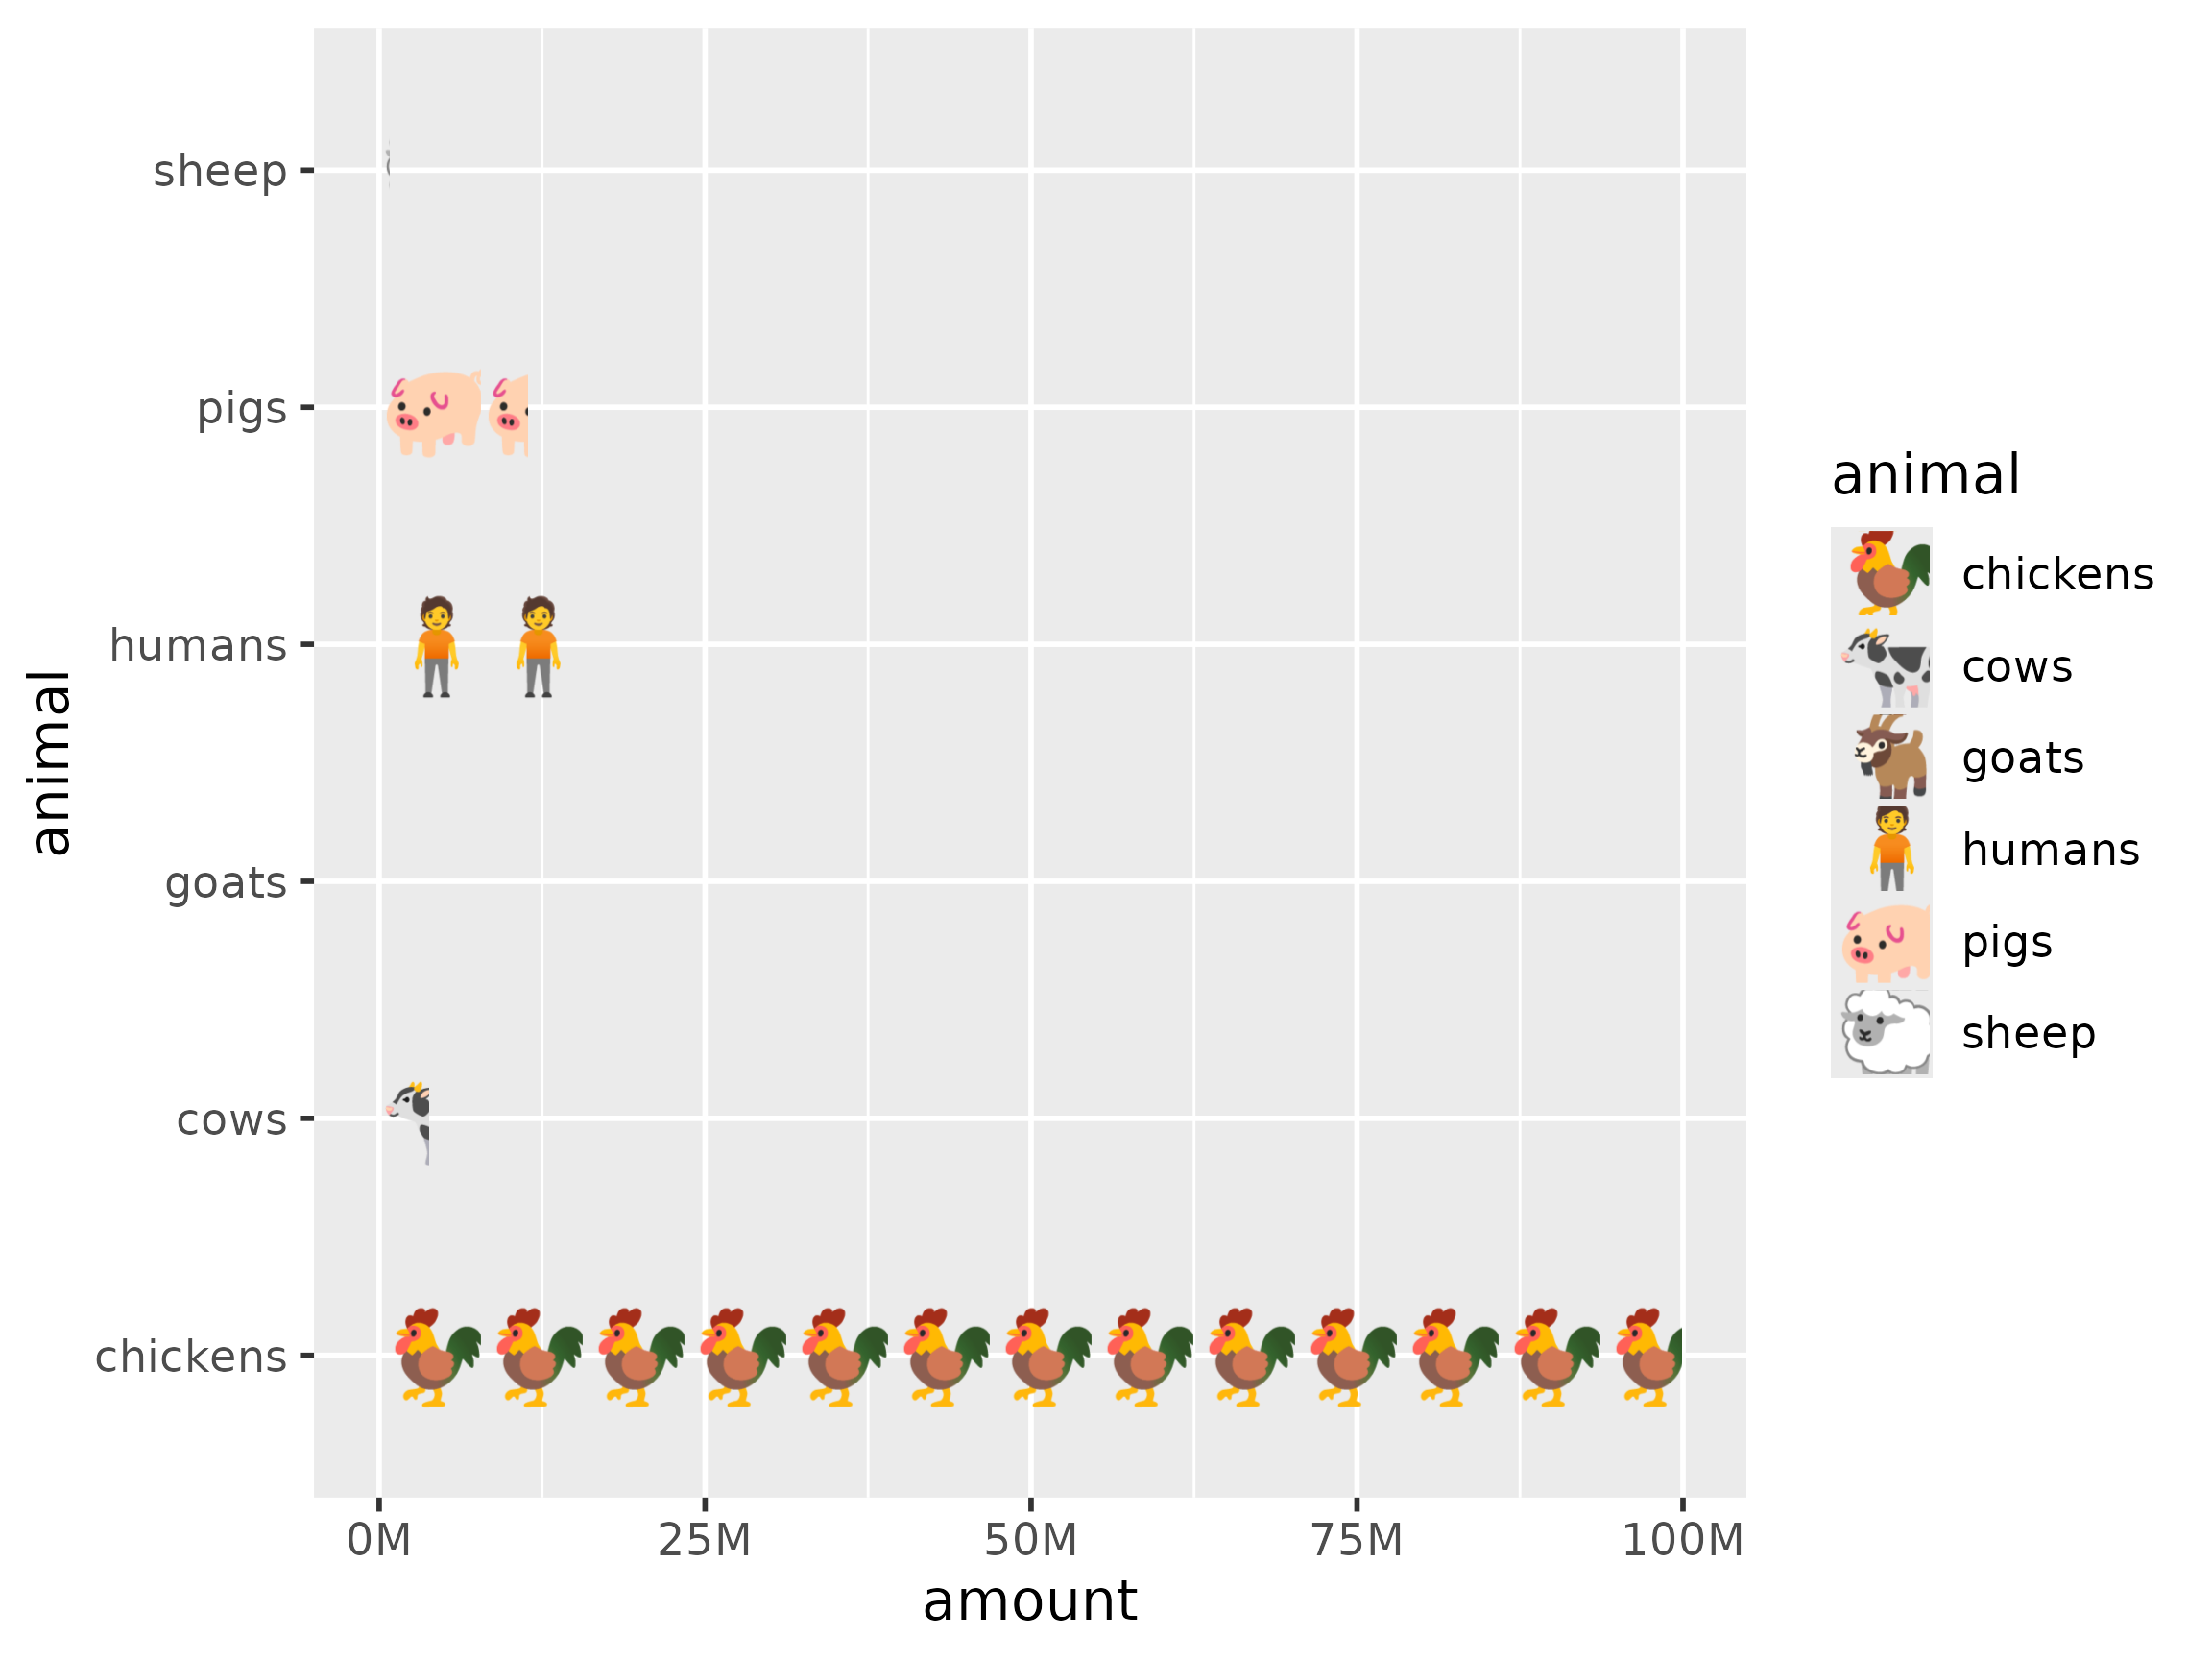 sheep
pigs
humans
goats
cows
chickens
animal
0M
25M
50M
75M
100M
amount
animal
chickens
cows
goats
humans
pigs
sheep